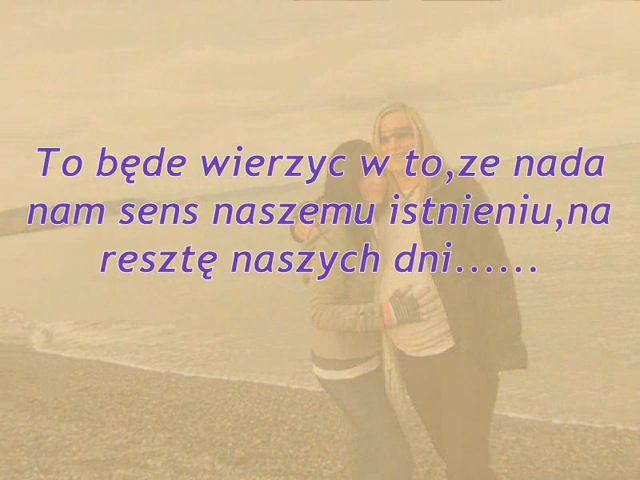 To będe wierzyc w to,ze nada
nam sens naszemu istnieniu,na
resztę naszych dni......